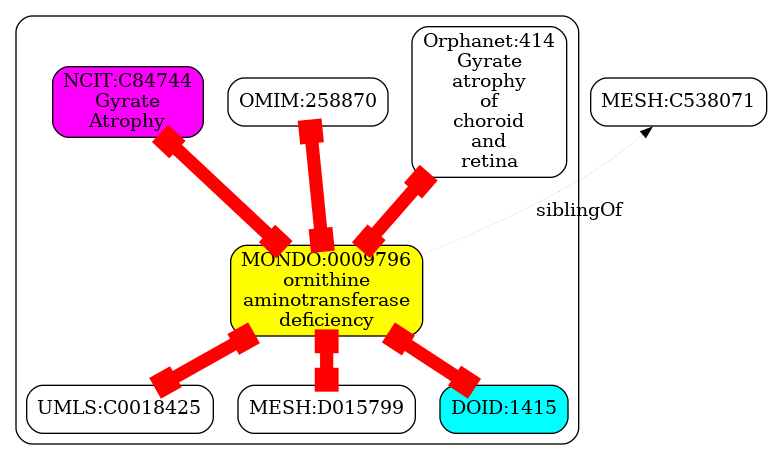 NCIT:C84744
Gyrate
Atrophy
OMIM:258870
Orphanet:414
Gyrate
atrophy
of
choroid
and
retina
MESH:C538071
siblingOf
MONDO:0009796
ornithine
aminotransferase
deficiency
UMLS:C0018425
MESH:D015799
DOID:1415